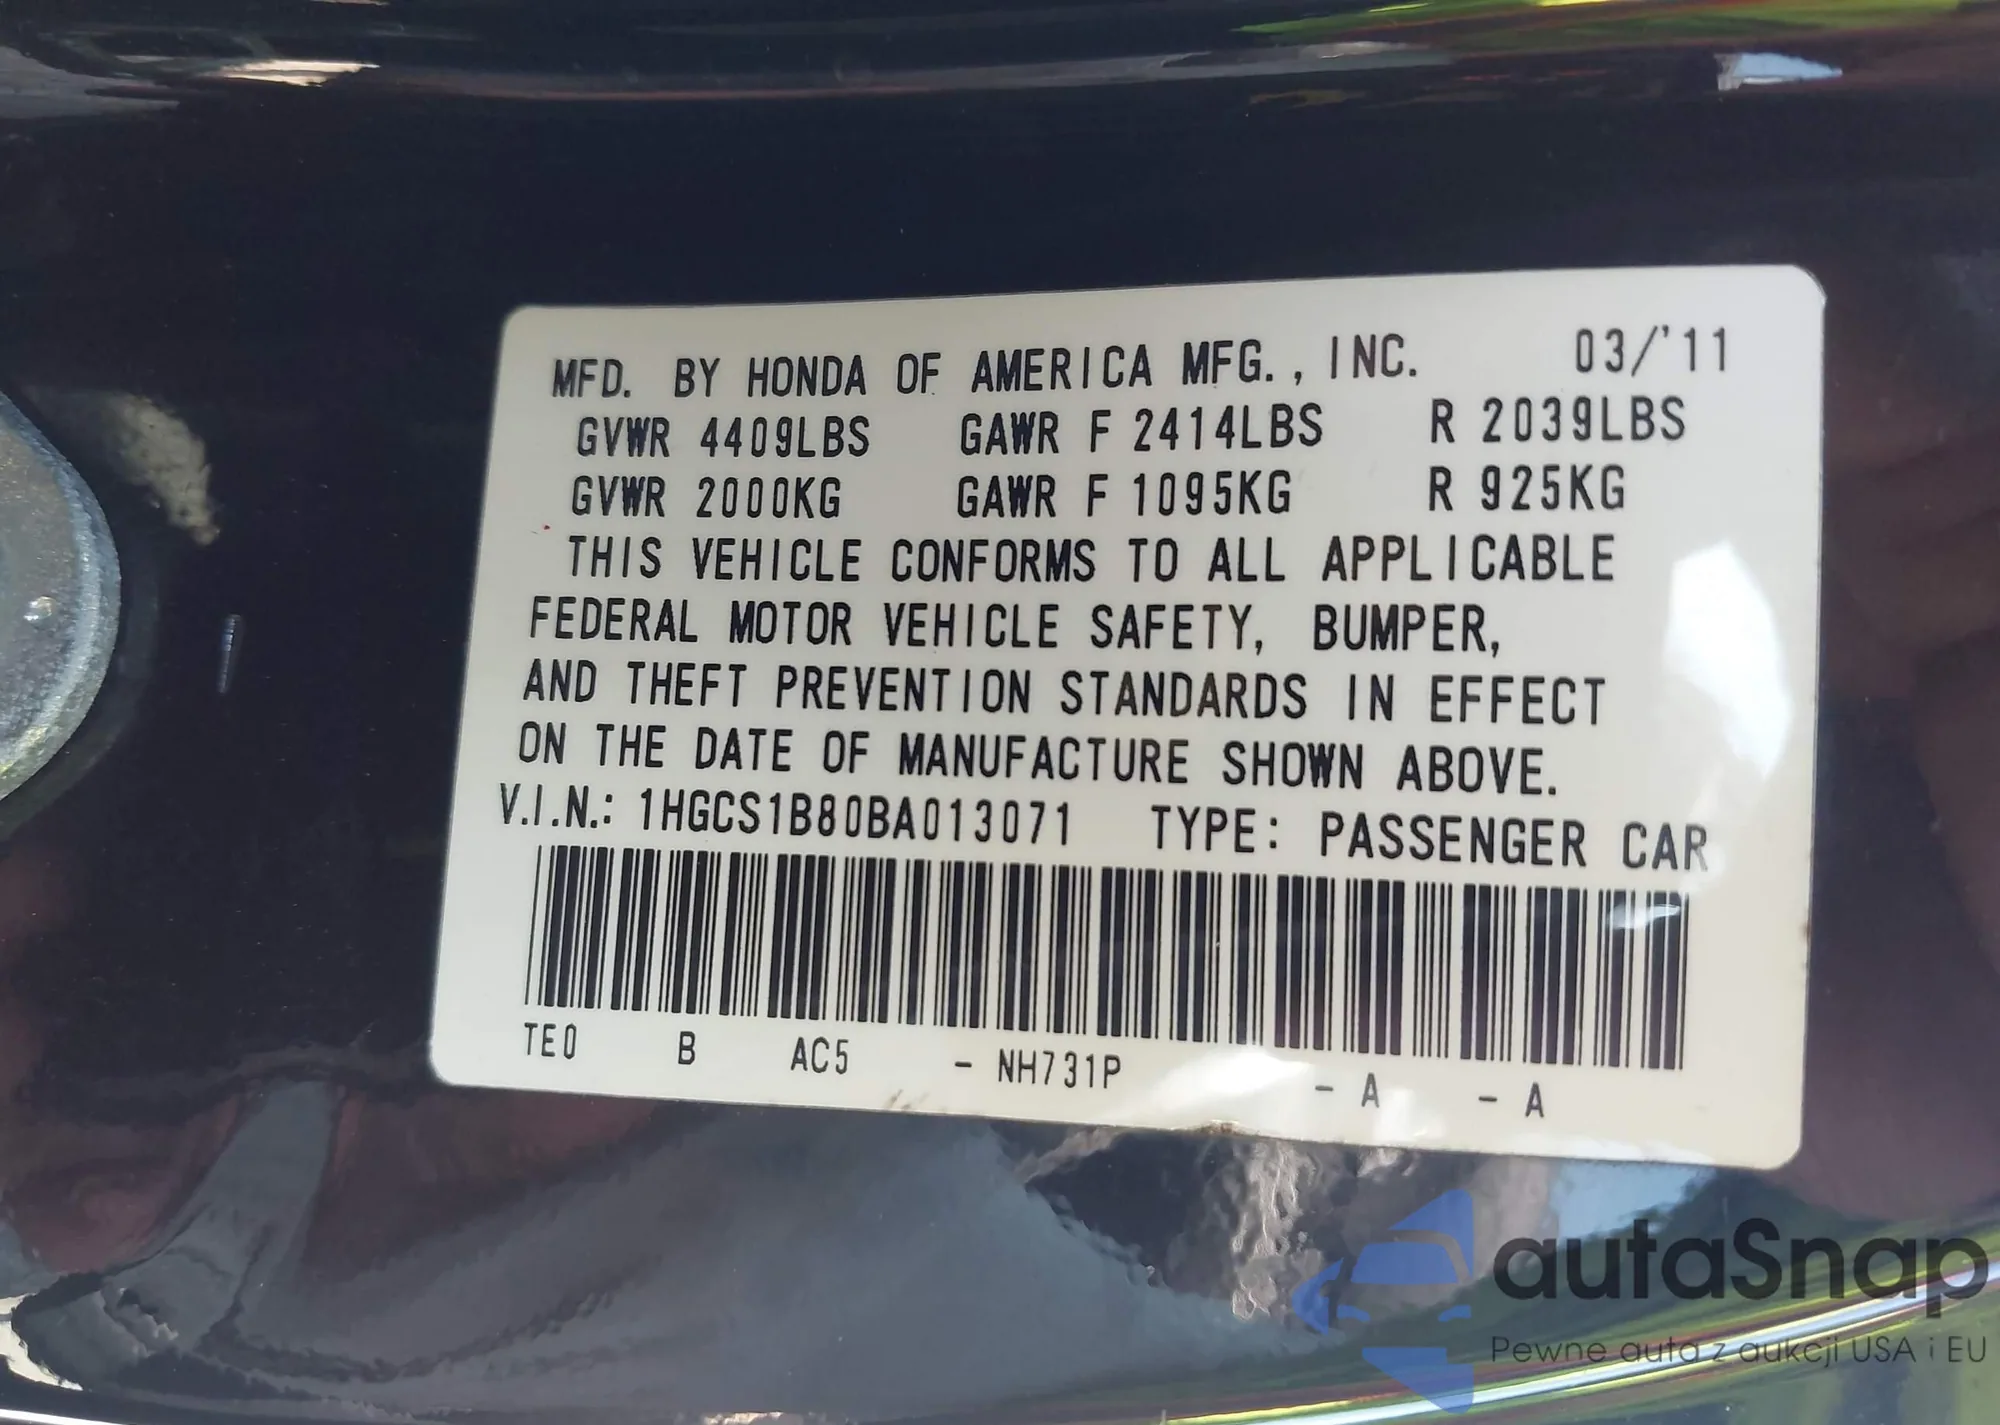 MFD. BY HONDA OF AMERICA MFG., INC. 03/'11
GVWR 4409LBS GAWR F 2414LBS R 2039LBS
GVWR 2000KG GAWR F 1095KG R 925KG
THIS VEHICLE CONFORMS TO ALL APPLICABLE
FEDERAL MOTOR VEHICLE SAFETY, BUMPER,
AND THEFT PREVENTION STANDARDS IN EFFECT
ON THE DATE OF MANUFACTURE SHOWN ABOVE.
V.I.N.: 1HGCS1B80BA013071 TYPE: PASSENGER CAR
TE0 B AC5 - NH731P - A - A
autaSnap
Pewne auta z aukcji USA i EU